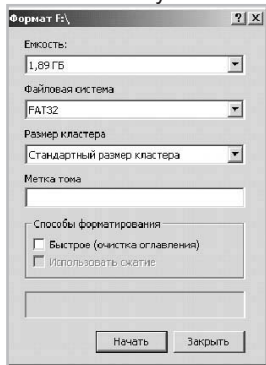 Формат F:\
Емкость:
1,89 ГБ
Файловая система
FAT32
Размер кластера
Стандартный размер кластера
Метка тома
Способы форматирования
Быстрое (очистка оглавления)
Использовать сжатие
Начать
Закрыть